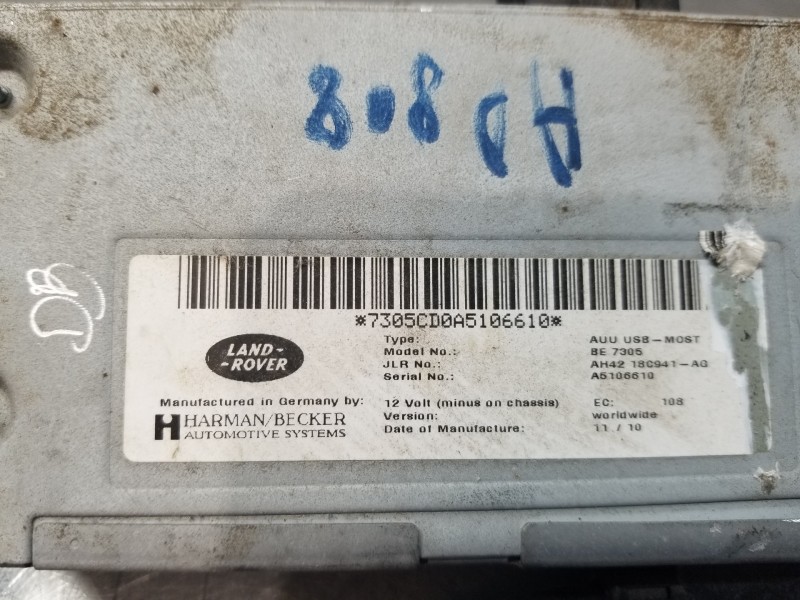 *7305CD0A5106610*
LAND-
-ROVER
Type: AUU USB-MOST
Model No.: BE 7305
JLR No.: AH42 18C941-AG
Serial No.: A5106610
Manufactured in Germany by: 12 Volt (minus on chassis) EC: 108
HARMAN/BECKER Version: worldwide
AUTOMOTIVE SYSTEMS Date of Manufacture: 11 / 10